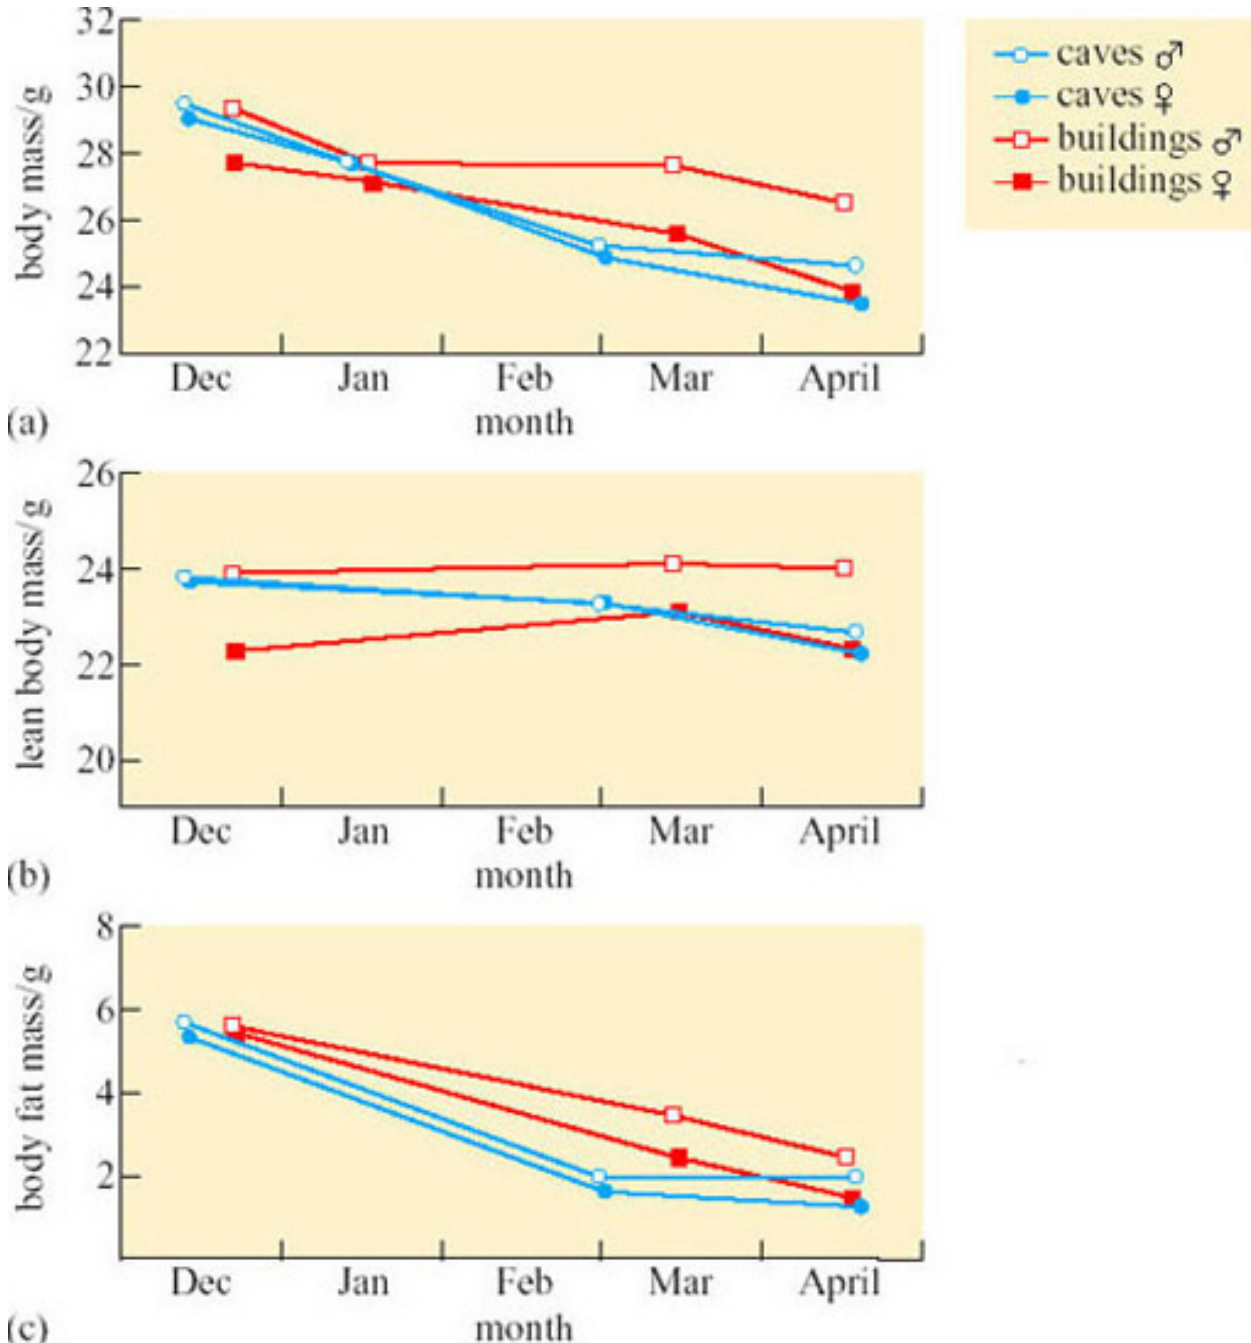 32
30
28
26
24
22
body mass/g
Dec Jan Feb Mar April
month
(a)
caves ♂
caves ♀
buildings ♂
buildings ♀
26
24
22
20
lean body mass/g
Dec Jan Feb Mar April
month
(b)
8
6
4
2
body fat mass/g
Dec Jan Feb Mar April
month
(c)